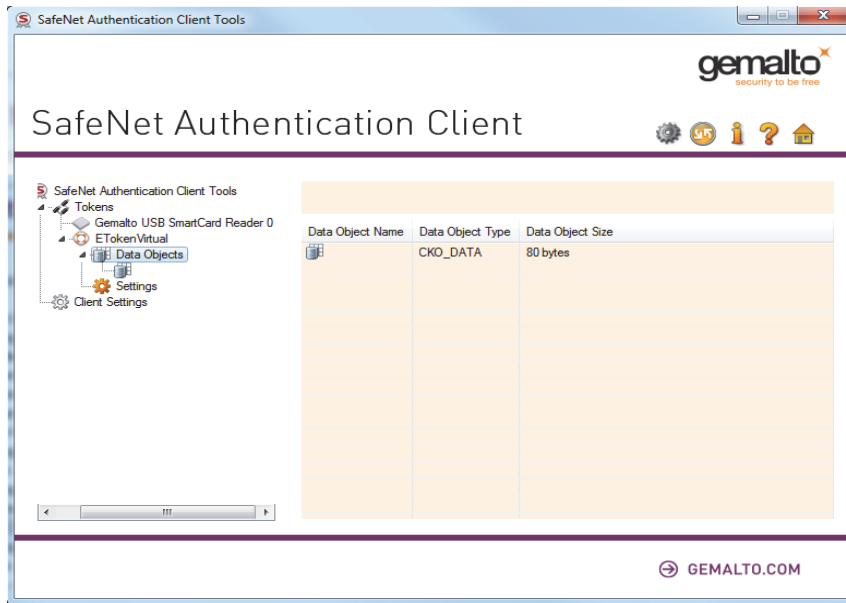 SafeNet Authentication Client Tools
gemalto
security to be free
SafeNet Authentication Client
SafeNet Authentication Client Tools
Tokens
Gemalto USB SmartCard Reader 0
ETokenVirtual
Data Objects
Settings
Client Settings
Data Object Name Data Object Type Data Object Size
CKO_DATA 80 bytes
GEMALTO.COM